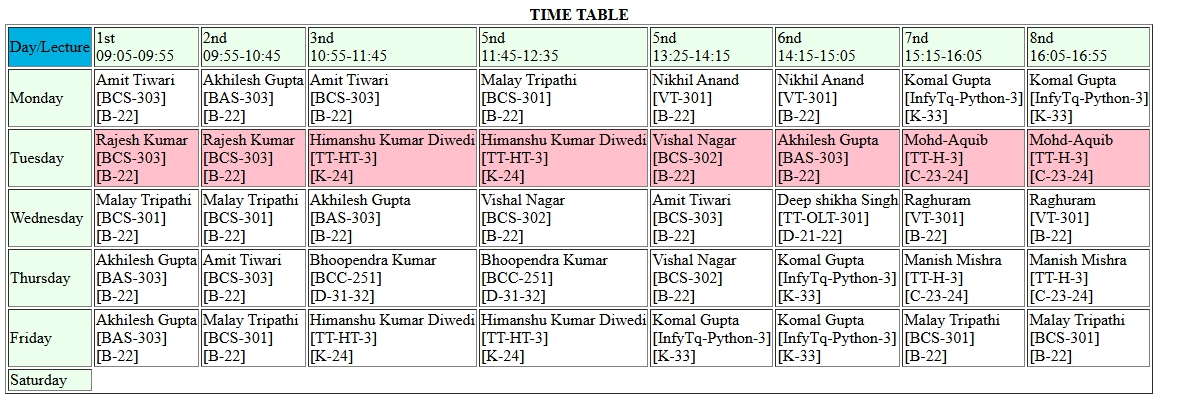 TIME TABLE
Day/Lecture
1st
09:05-09:55
2nd
09:55-10:45
3nd
10:55-11:45
5nd
11:45-12:35
5nd
13:25-14:15
6nd
14:15-15:05
7nd
15:15-16:05
8nd
16:05-16:55
Monday
Amit Tiwari
[BCS-303]
[B-22]
Akhilesh Gupta
[BAS-303]
[B-22]
Amit Tiwari
[BCS-303]
[B-22]
Malay Tripathi
[BCS-301]
[B-22]
Nikhil Anand
[VT-301]
[B-22]
Nikhil Anand
[VT-301]
[B-22]
Komal Gupta
[InfyTq-Python-3]
[K-33]
Komal Gupta
[InfyTq-Python-3]
[K-33]
Tuesday
Rajesh Kumar
[BCS-303]
[B-22]
Rajesh Kumar
[BCS-303]
[B-22]
Himanshu Kumar Diwedi
[TT-HT-3]
[K-24]
Himanshu Kumar Diwedi
[TT-HT-3]
[K-24]
Vishal Nagar
[BCS-302]
[B-22]
Akhilesh Gupta
[BAS-303]
[B-22]
Mohd-Aquib
[TT-H-3]
[C-23-24]
Mohd-Aquib
[TT-H-3]
[C-23-24]
Wednesday
Malay Tripathi
[BCS-301]
[B-22]
Malay Tripathi
[BCS-301]
[B-22]
Akhilesh Gupta
[BAS-303]
[B-22]
Vishal Nagar
[BCS-302]
[B-22]
Amit Tiwari
[BCS-303]
[B-22]
Deep shikha Singh
[TT-OLT-301]
[D-21-22]
Raghuram
[VT-301]
[B-22]
Raghuram
[VT-301]
[B-22]
Thursday
Akhilesh Gupta
[BAS-303]
[B-22]
Amit Tiwari
[BCS-303]
[B-22]
Bhoopendra Kumar
[BCC-251]
[D-31-32]
Bhoopendra Kumar
[BCC-251]
[D-31-32]
Vishal Nagar
[BCS-302]
[B-22]
Komal Gupta
[InfyTq-Python-3]
[K-33]
Manish Mishra
[TT-H-3]
[C-23-24]
Manish Mishra
[TT-H-3]
[C-23-24]
Friday
Akhilesh Gupta
[BAS-303]
[B-22]
Malay Tripathi
[BCS-301]
[B-22]
Himanshu Kumar Diwedi
[TT-HT-3]
[K-24]
Himanshu Kumar Diwedi
[TT-HT-3]
[K-24]
Komal Gupta
[InfyTq-Python-3]
[K-33]
Komal Gupta
[InfyTq-Python-3]
[K-33]
Malay Tripathi
[BCS-301]
[B-22]
Malay Tripathi
[BCS-301]
[B-22]
Saturday